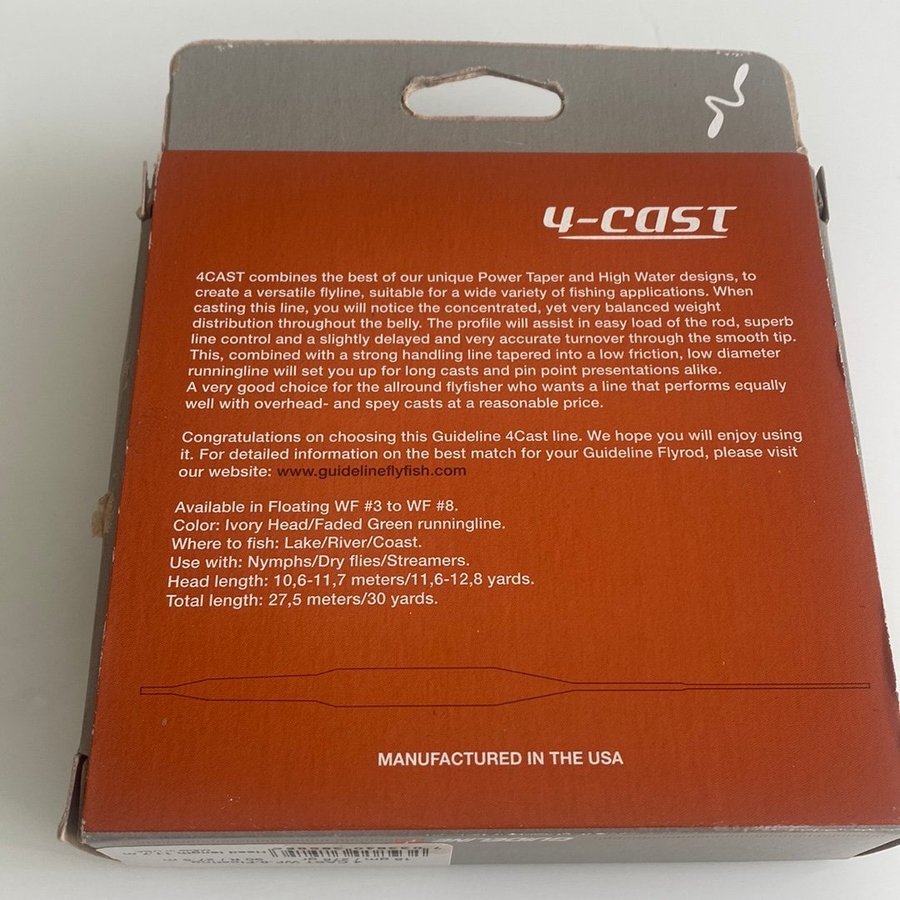 4-CAST
4CAST combines the best of our unique Power Taper and High Water designs, to
create a versatile flyline, suitable for a wide variety of fishing applications. When
casting this line, you will notice the concentrated, yet very balanced weight
distribution throughout the belly. The profile will assist in easy load of the rod, superb
line control and a slightly delayed and very accurate turnover through the smooth tip.
This, combined with a strong handling line tapered into a low friction, low diameter
runningline will set you up for long casts and pin point presentations alike.
A very good choice for the allround flyfisher who wants a line that performs equally
well with overhead- and spey casts at a reasonable price.
Congratulations on choosing this Guideline 4Cast line. We hope you will enjoy using
it. For detailed information on the best match for your Guideline Flyrod, please visit
our website: www.guidelineflyfish.com
Available in Floating WF #3 to WF #8.
Color: Ivory Head/Faded Green runningline.
Where to fish: Lake/River/Coast.
Use with: Nymphs/Dry flies/Streamers.
Head length: 10,6-11,7 meters/11,6-12,8 yards.
Total length: 27,5 meters/30 yards.
MANUFACTURED IN THE USA